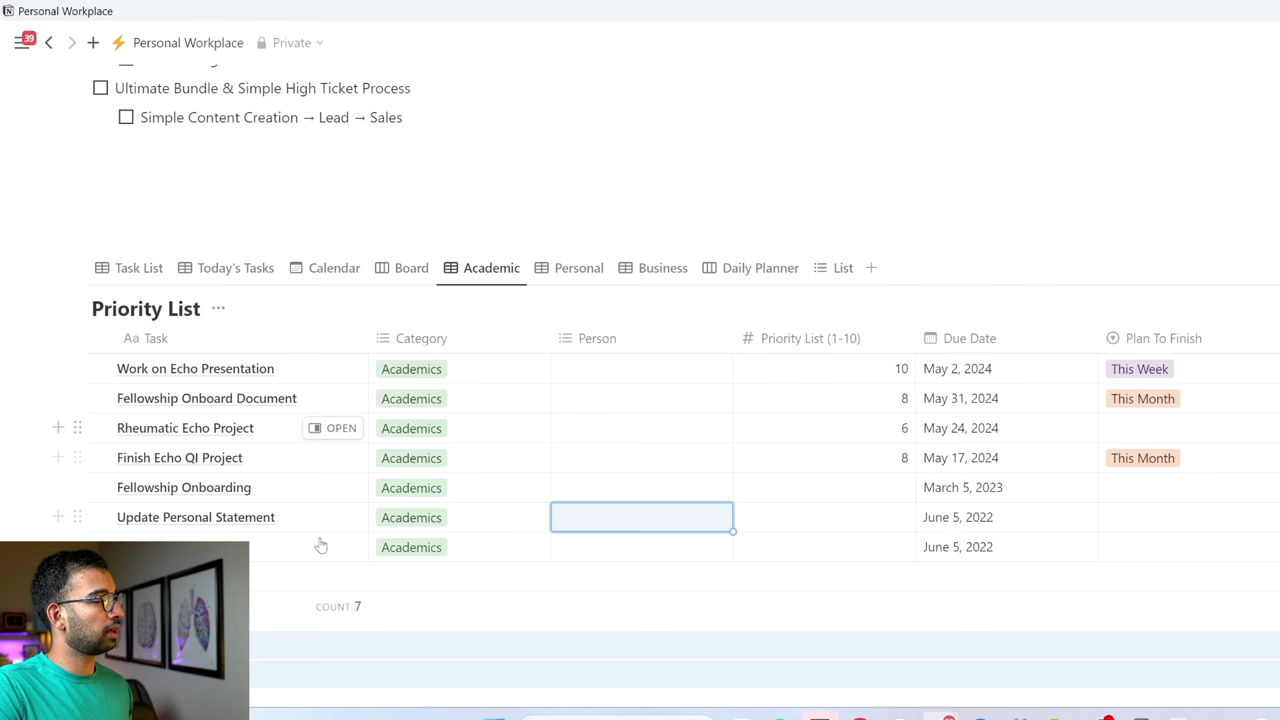 Personal Workplace
39 Personal Workplace Private
Ultimate Bundle & Simple High Ticket Process
Simple Content Creation → Lead → Sales
Task List Today's Tasks Calendar Board Academic Personal Business Daily Planner List
Priority List ...
Aa Task Category Person # Priority List (1-10) Due Date Plan To Finish
Work on Echo Presentation Academics 10 May 2, 2024 This Week
Fellowship Onboard Document Academics 8 May 31, 2024 This Month
Rheumatic Echo Project OPEN Academics 6 May 24, 2024
Finish Echo QI Project Academics 8 May 17, 2024 This Month
Fellowship Onboarding Academics March 5, 2023
Update Personal Statement Academics June 5, 2022
Academics June 5, 2022
COUNT 7